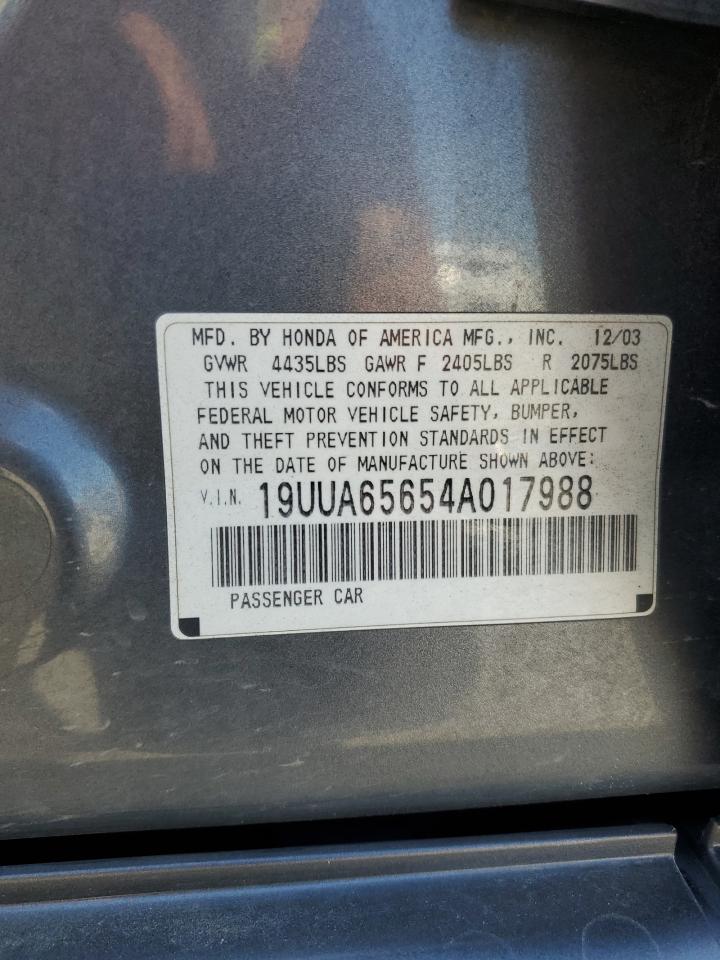 MFD. BY HONDA OF AMERICA MFG., INC. 12/03
GVWR 4435LBS GAWR F 2405LBS R 2075LBS
THIS VEHICLE CONFORMS TO ALL APPLICABLE
FEDERAL MOTOR VEHICLE SAFETY, BUMPER,
AND THEFT PREVENTION STANDARDS IN EFFECT
ON THE DATE OF MANUFACTURE SHOWN ABOVE:
V.I.N. 19UUA65654A017988
PASSENGER CAR